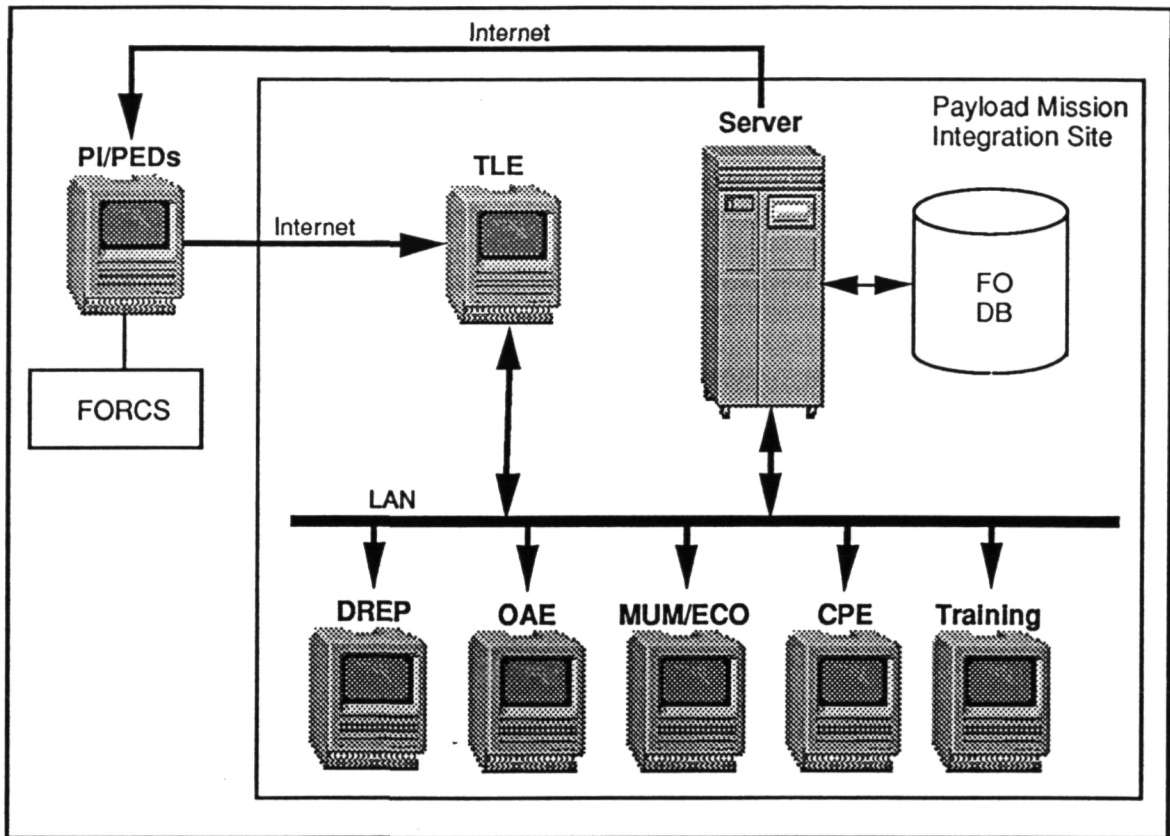 Internet
Payload Mission
Integration Site
Server
PI/PEDs
TLE
Internet
FO
DB
FORCS
LAN
DREP
OAE
MUM/ECO
CPE
Training